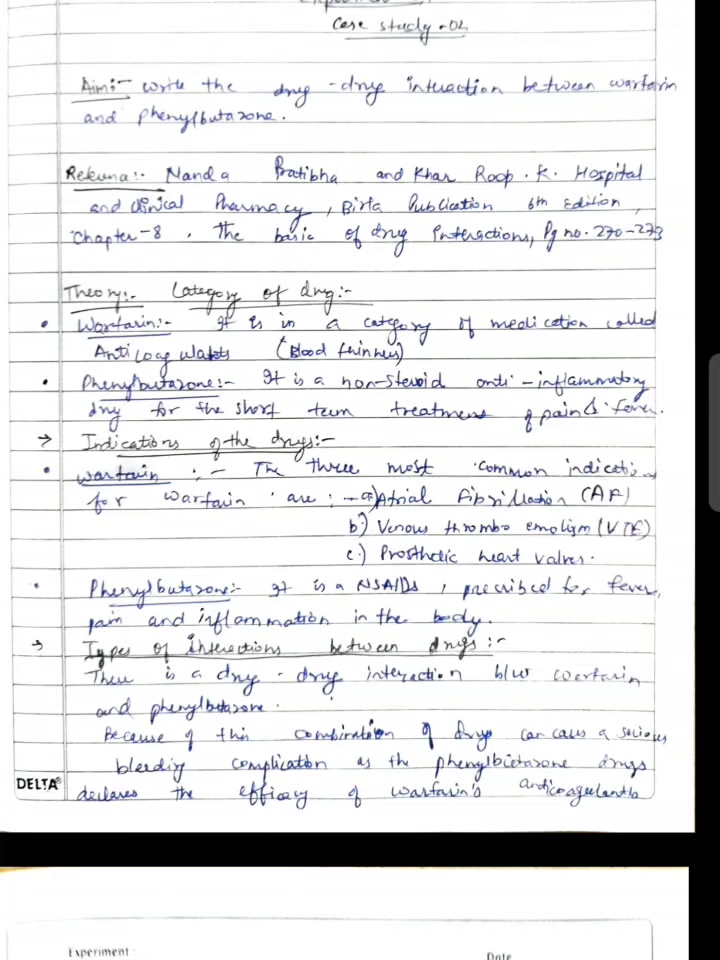 Case study - 02
Aim:- write the drug -drug interaction between warfarin
and phenylbutazone.
Nanda Pratibha and Khar Roop. K. Hospital
and clinical Pharmacy, Birla Publication 6th Edition,
Chapter-8, The basic of drug Interactions, Pg no. 270-273
Theory:- Category of drug:-
• Warfarin:- It is in a category of medication called
Anti (Blood thinners)
• Phenylbutazone:- It is a non-steroid anti-inflammatory
drug for the short term treatment of pain & fever.
→ Indications of the drugs:-
• warfarin :- The three most common indication
for warfarin are :- a) Atrial Fibrillation (AF)
b) Venous thrombo emolism (VTE)
c.) Prosthetic heart valves.
• Phenylbutazone:- It is a NSAIDs, prescribed for fever,
pain and inflammation in the body.
→ Types of interactions between drugs :-
There is a drug - drug interaction b/w warfarin
and phenylbutazone.
Because of this combination of drugs can caus a serious
bleeding complication as the phenylbutazone drugs
the efficacy of warfarin's
DELTA
Experiment :
Date